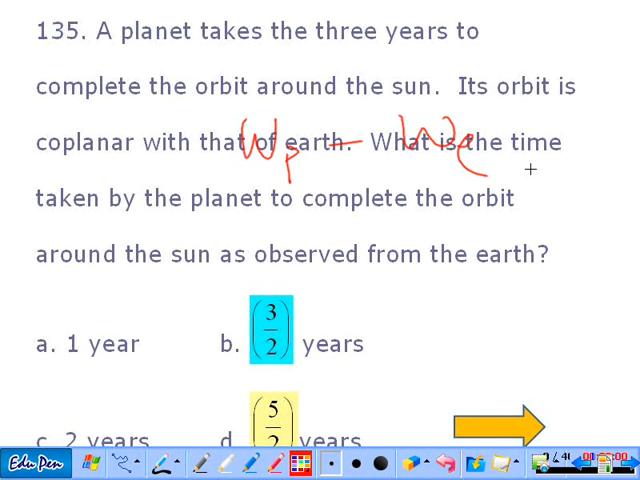 135. A planet takes the three years to
complete the orbit around the sun. Its orbit is
coplanar with that of earth. What is the time
Wp - We
taken by the planet to complete the orbit
around the sun as observed from the earth?
a. 1 year b. (3/2) years
c. 2 years d. (5/2) years
Edu Pen